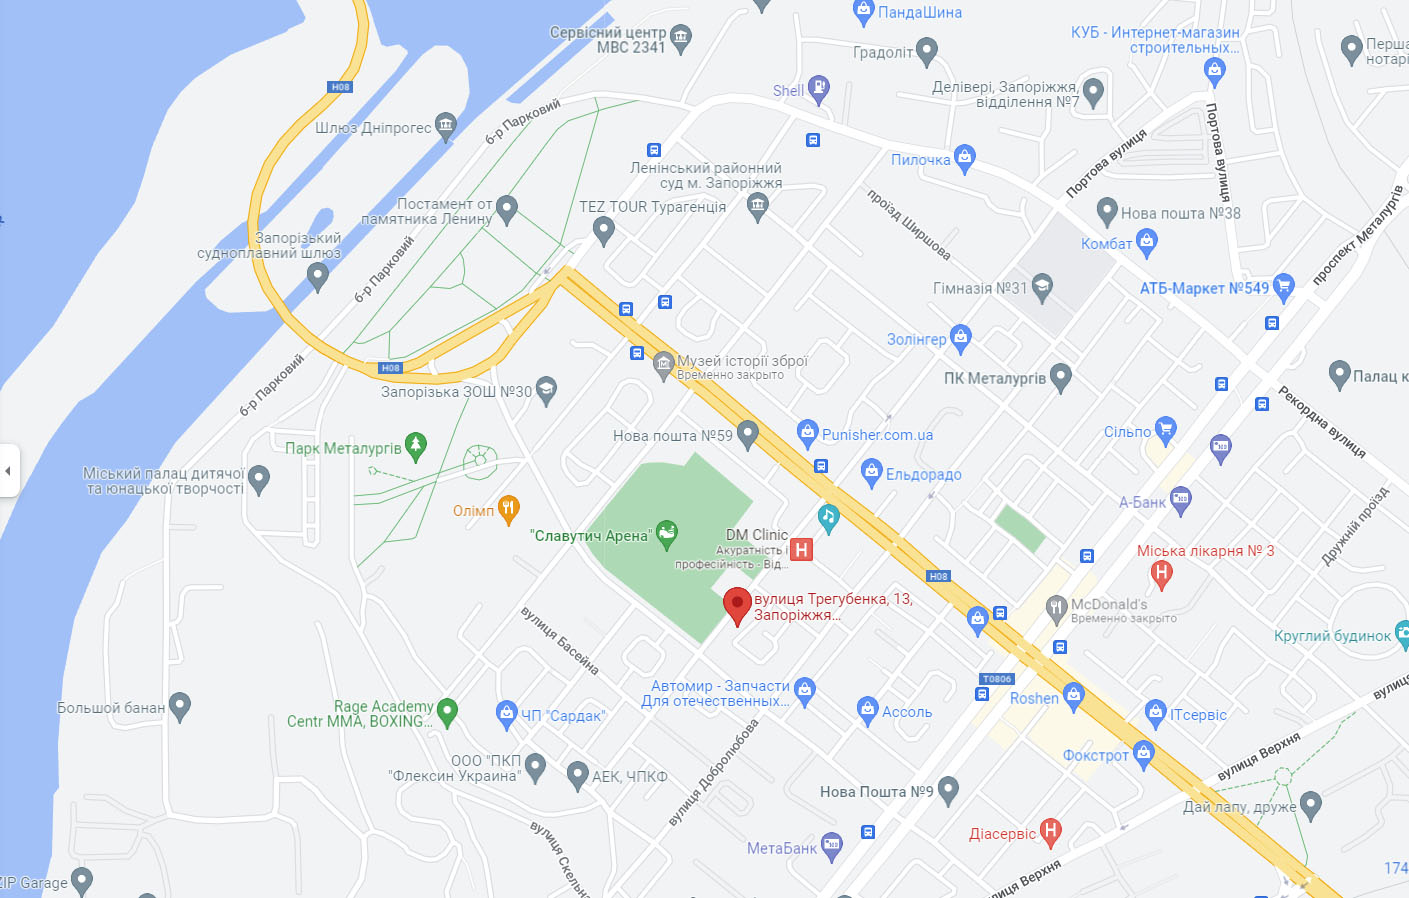 ПандаШина
Сервісний центр
МВС 2341
КУБ - Интернет-магазин
строительных...
Градоліт
Перша
нотарі
Shell
Делівері, Запоріжжя,
відділення №7
H08
б-р Парковий
Шлюз Дніпрогес
Портова вулиця
Портова вулиця
Пилочка
Ленінський районний
суд м. Запоріжжя
Постамент от
памятника Ленину
TEZ TOUR Турагенція
проїзд Ширшова
Нова пошта №38
проспект Металургів
Запорізький
судноплавний шлюз
б-р Парковий
Комбат
Гімназія №31
АТБ-Маркет №549
Золінгер
Музей історії зброї
Временно закрыто
H08
б-р Парковий
Запорізька ЗОШ №30
ПК Металургів
Палац к
Рекордна вулиця
Парк Металургів
Нова пошта №59
Punisher.com.ua
Сільпо
Міський палац дитячої
та юнацької творчості
Ельдорадо
А-Банк
Олімп
Дружній проїзд
"Славутич Арена"
DM Clinic
Акуратність і
професійність · Від...
Міська лікарня № 3
H08
вулиця Трегубенка, 13,
Запоріжжя...
McDonald's
Временно закрыто
вулиця Басейна
Круглий будинок
T0806
Автомир - Запчасти
Для отечественных...
Roshen
вулиц
Большой банан
Rage Academy
Centr MMA, BOXING...
ЧП "Сардак"
Ассоль
ITсервіс
вулиця Добролюбова
вулиця Верхня
Фокстрот
ООО "ПКП
"Флексин Украина"
АЕК, ЧПКФ
Нова Пошта №9
Дай лапу, друже
вулиця Скельн
МетаБанк
Діасервіс
174
ZIP Garage
улиця Верхня